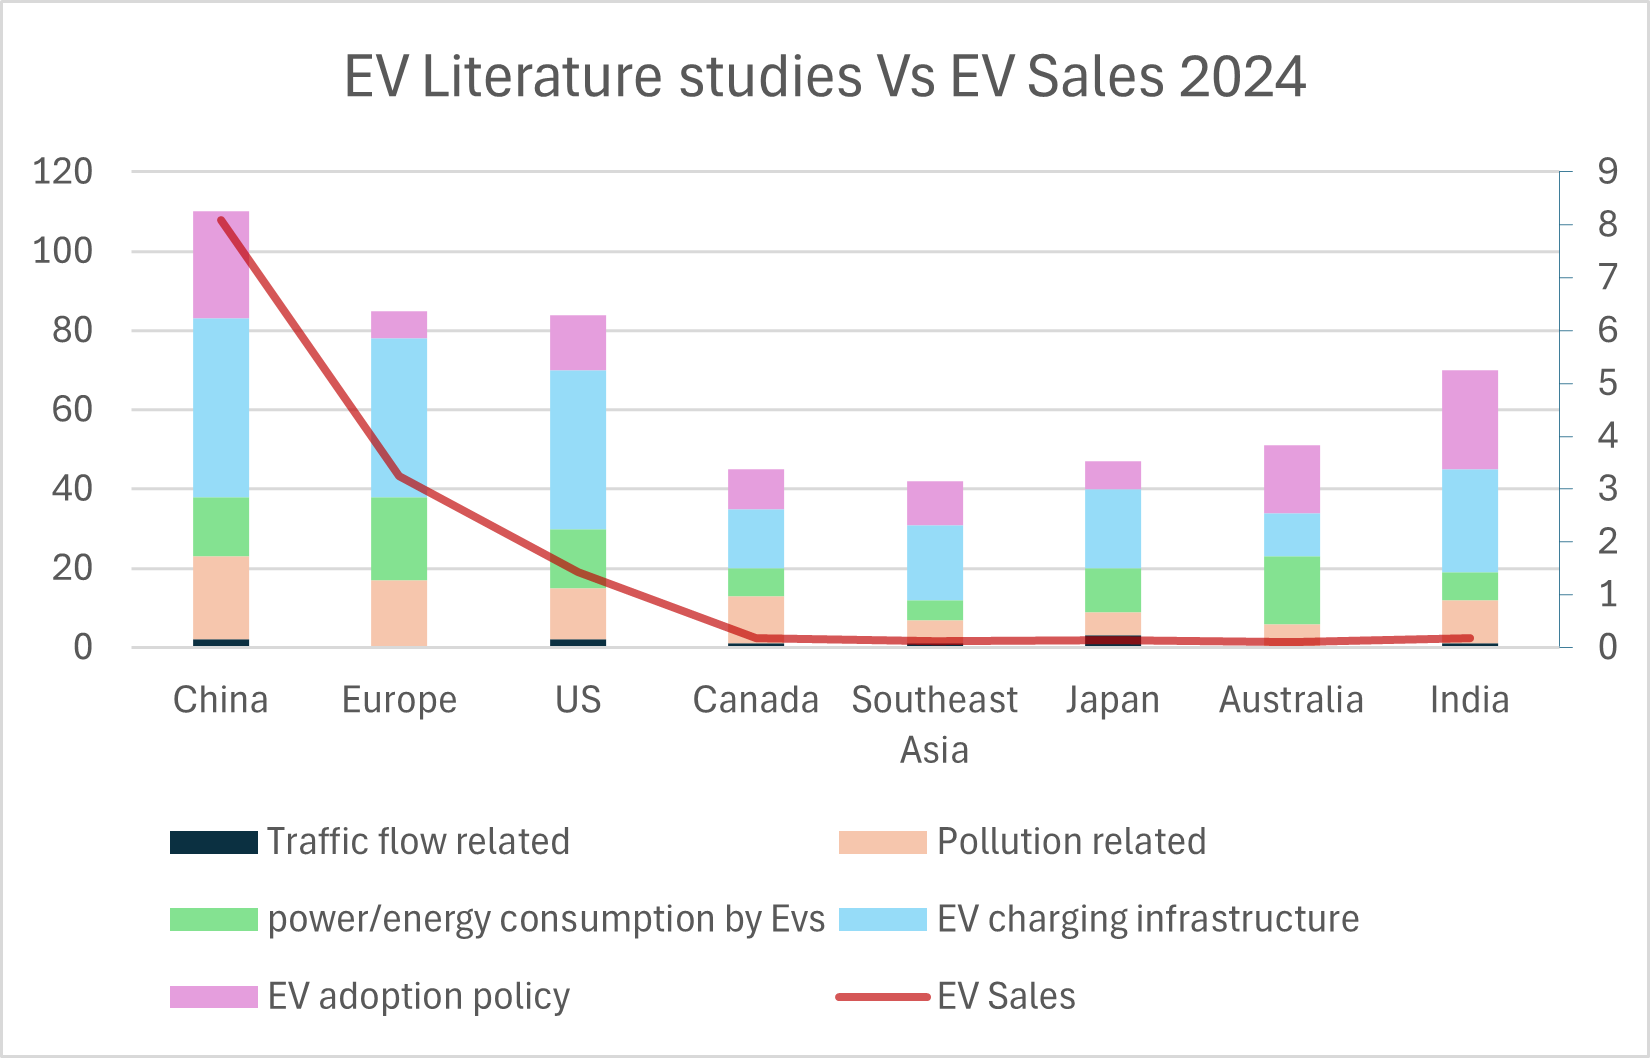 EV Literature studies Vs EV Sales 2024
120
100
80
60
40
20
0
9
8
7
6
5
4
3
2
1
0
China
Europe
US
Canada
Southeast
Asia
Japan
Australia
India
Traffic flow related
Pollution related
power/energy consumption by Evs
EV charging infrastructure
EV adoption policy
EV Sales